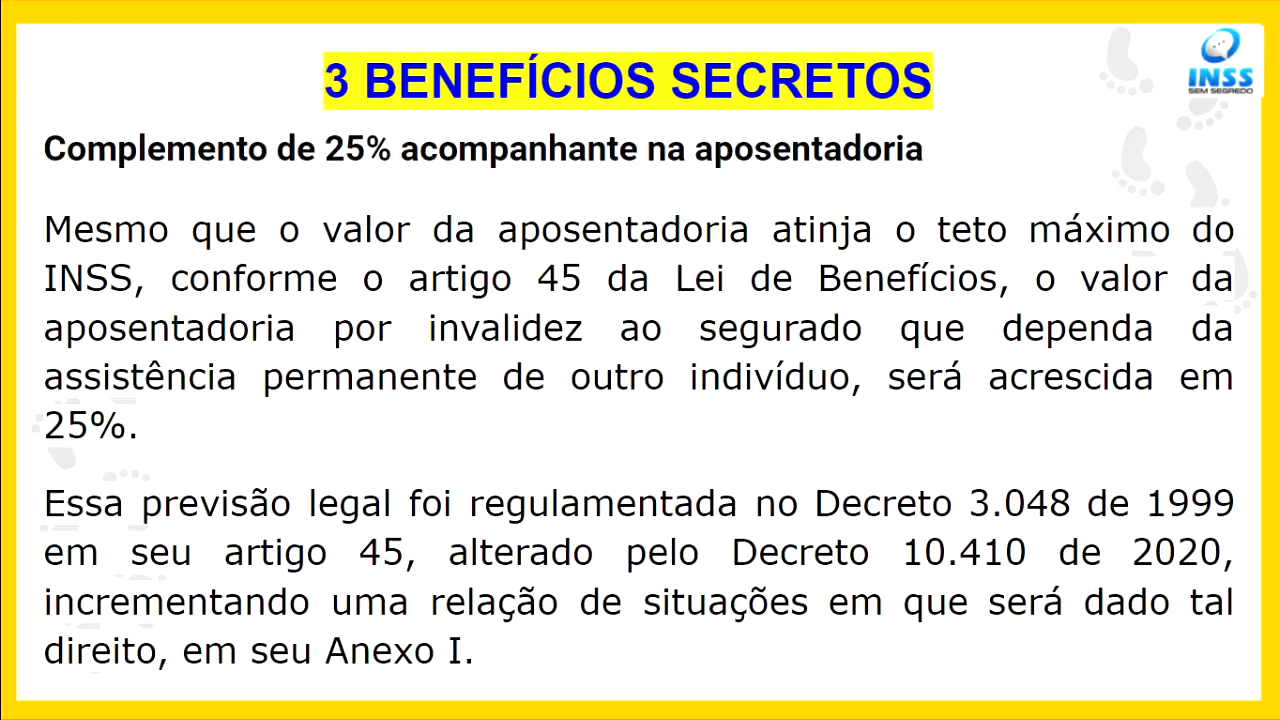 3 BENEFÍCIOS SECRETOS
INSS
SEM SEGREDO
Complemento de 25% acompanhante na aposentadoria
Mesmo que o valor da aposentadoria atinja o teto máximo do
INSS, conforme o artigo 45 da Lei de Benefícios, o valor da
aposentadoria por invalidez ao segurado que dependa da
assistência permanente de outro indivíduo, será acrescida em
25%.
Essa previsão legal foi regulamentada no Decreto 3.048 de 1999
em seu artigo 45, alterado pelo Decreto 10.410 de 2020,
incrementando uma relação de situações em que será dado tal
direito, em seu Anexo I.